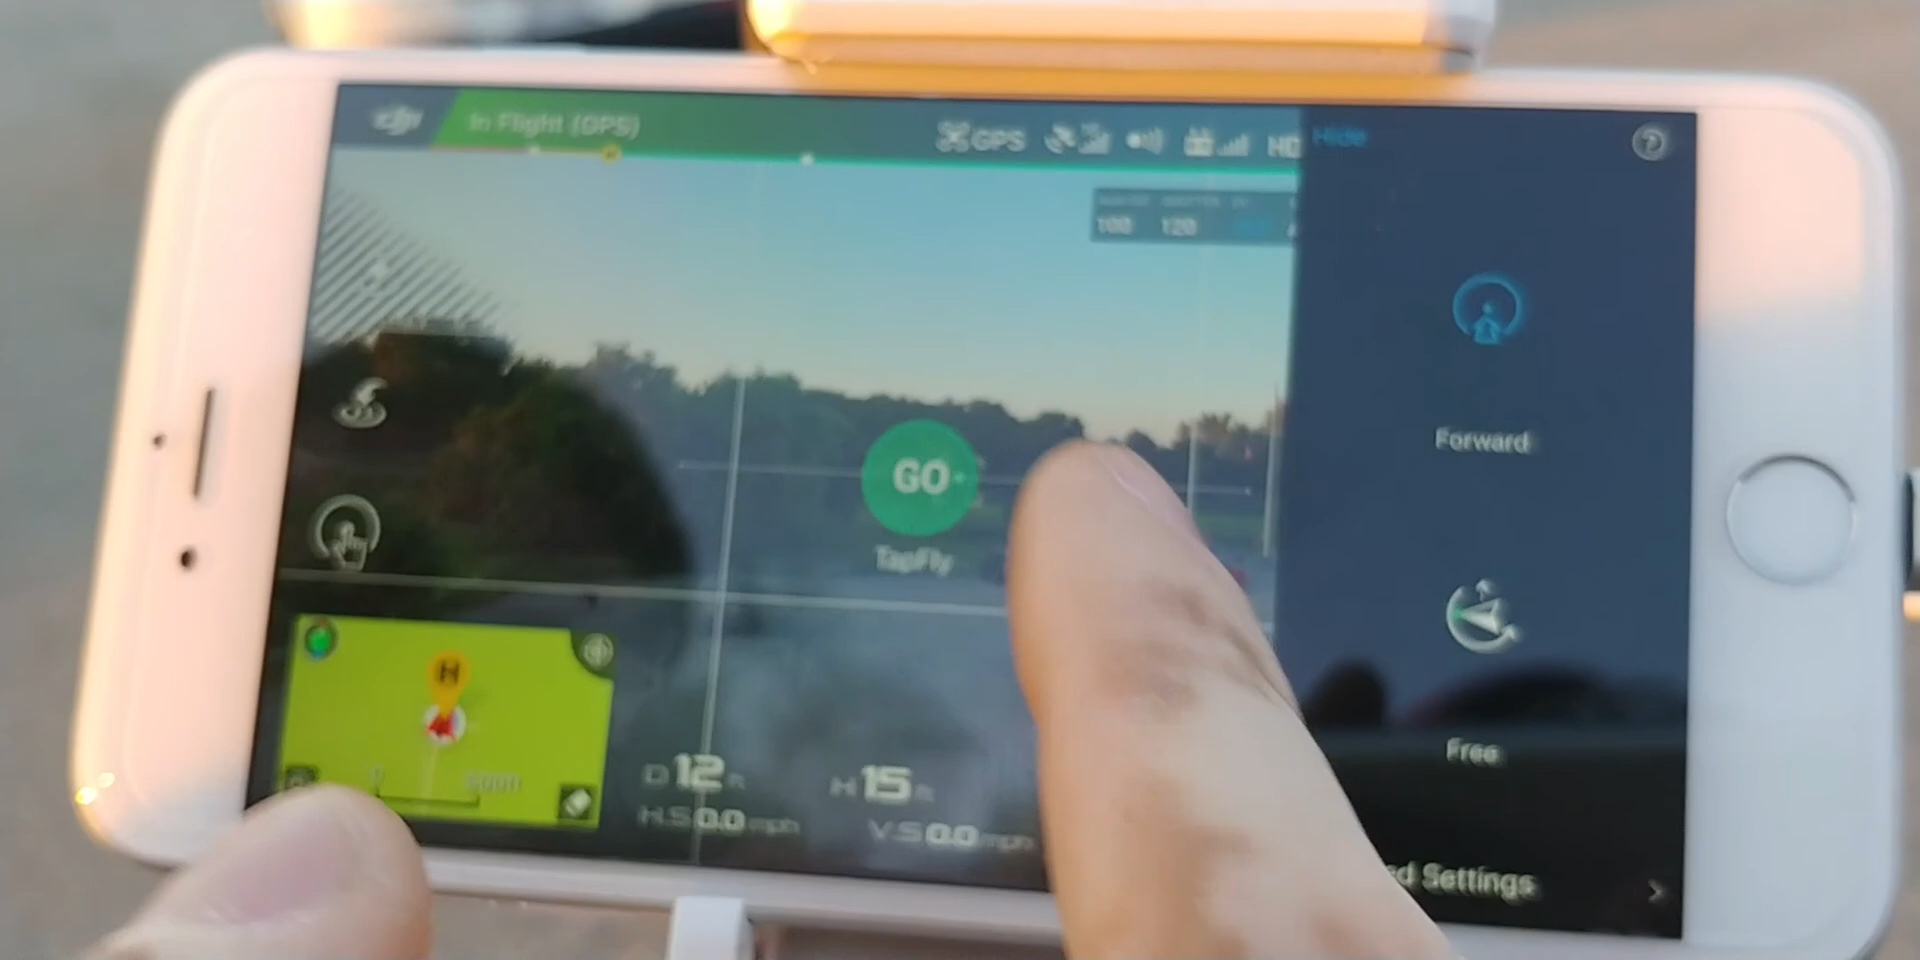 dji In Flight (GPS) GPS HD Hide ?
100 120
GO
TapFly
Forward
Free
H
D 12 ft H 15 ft
H.S 0.0 mph V.S 0.0 mph
d Settings >